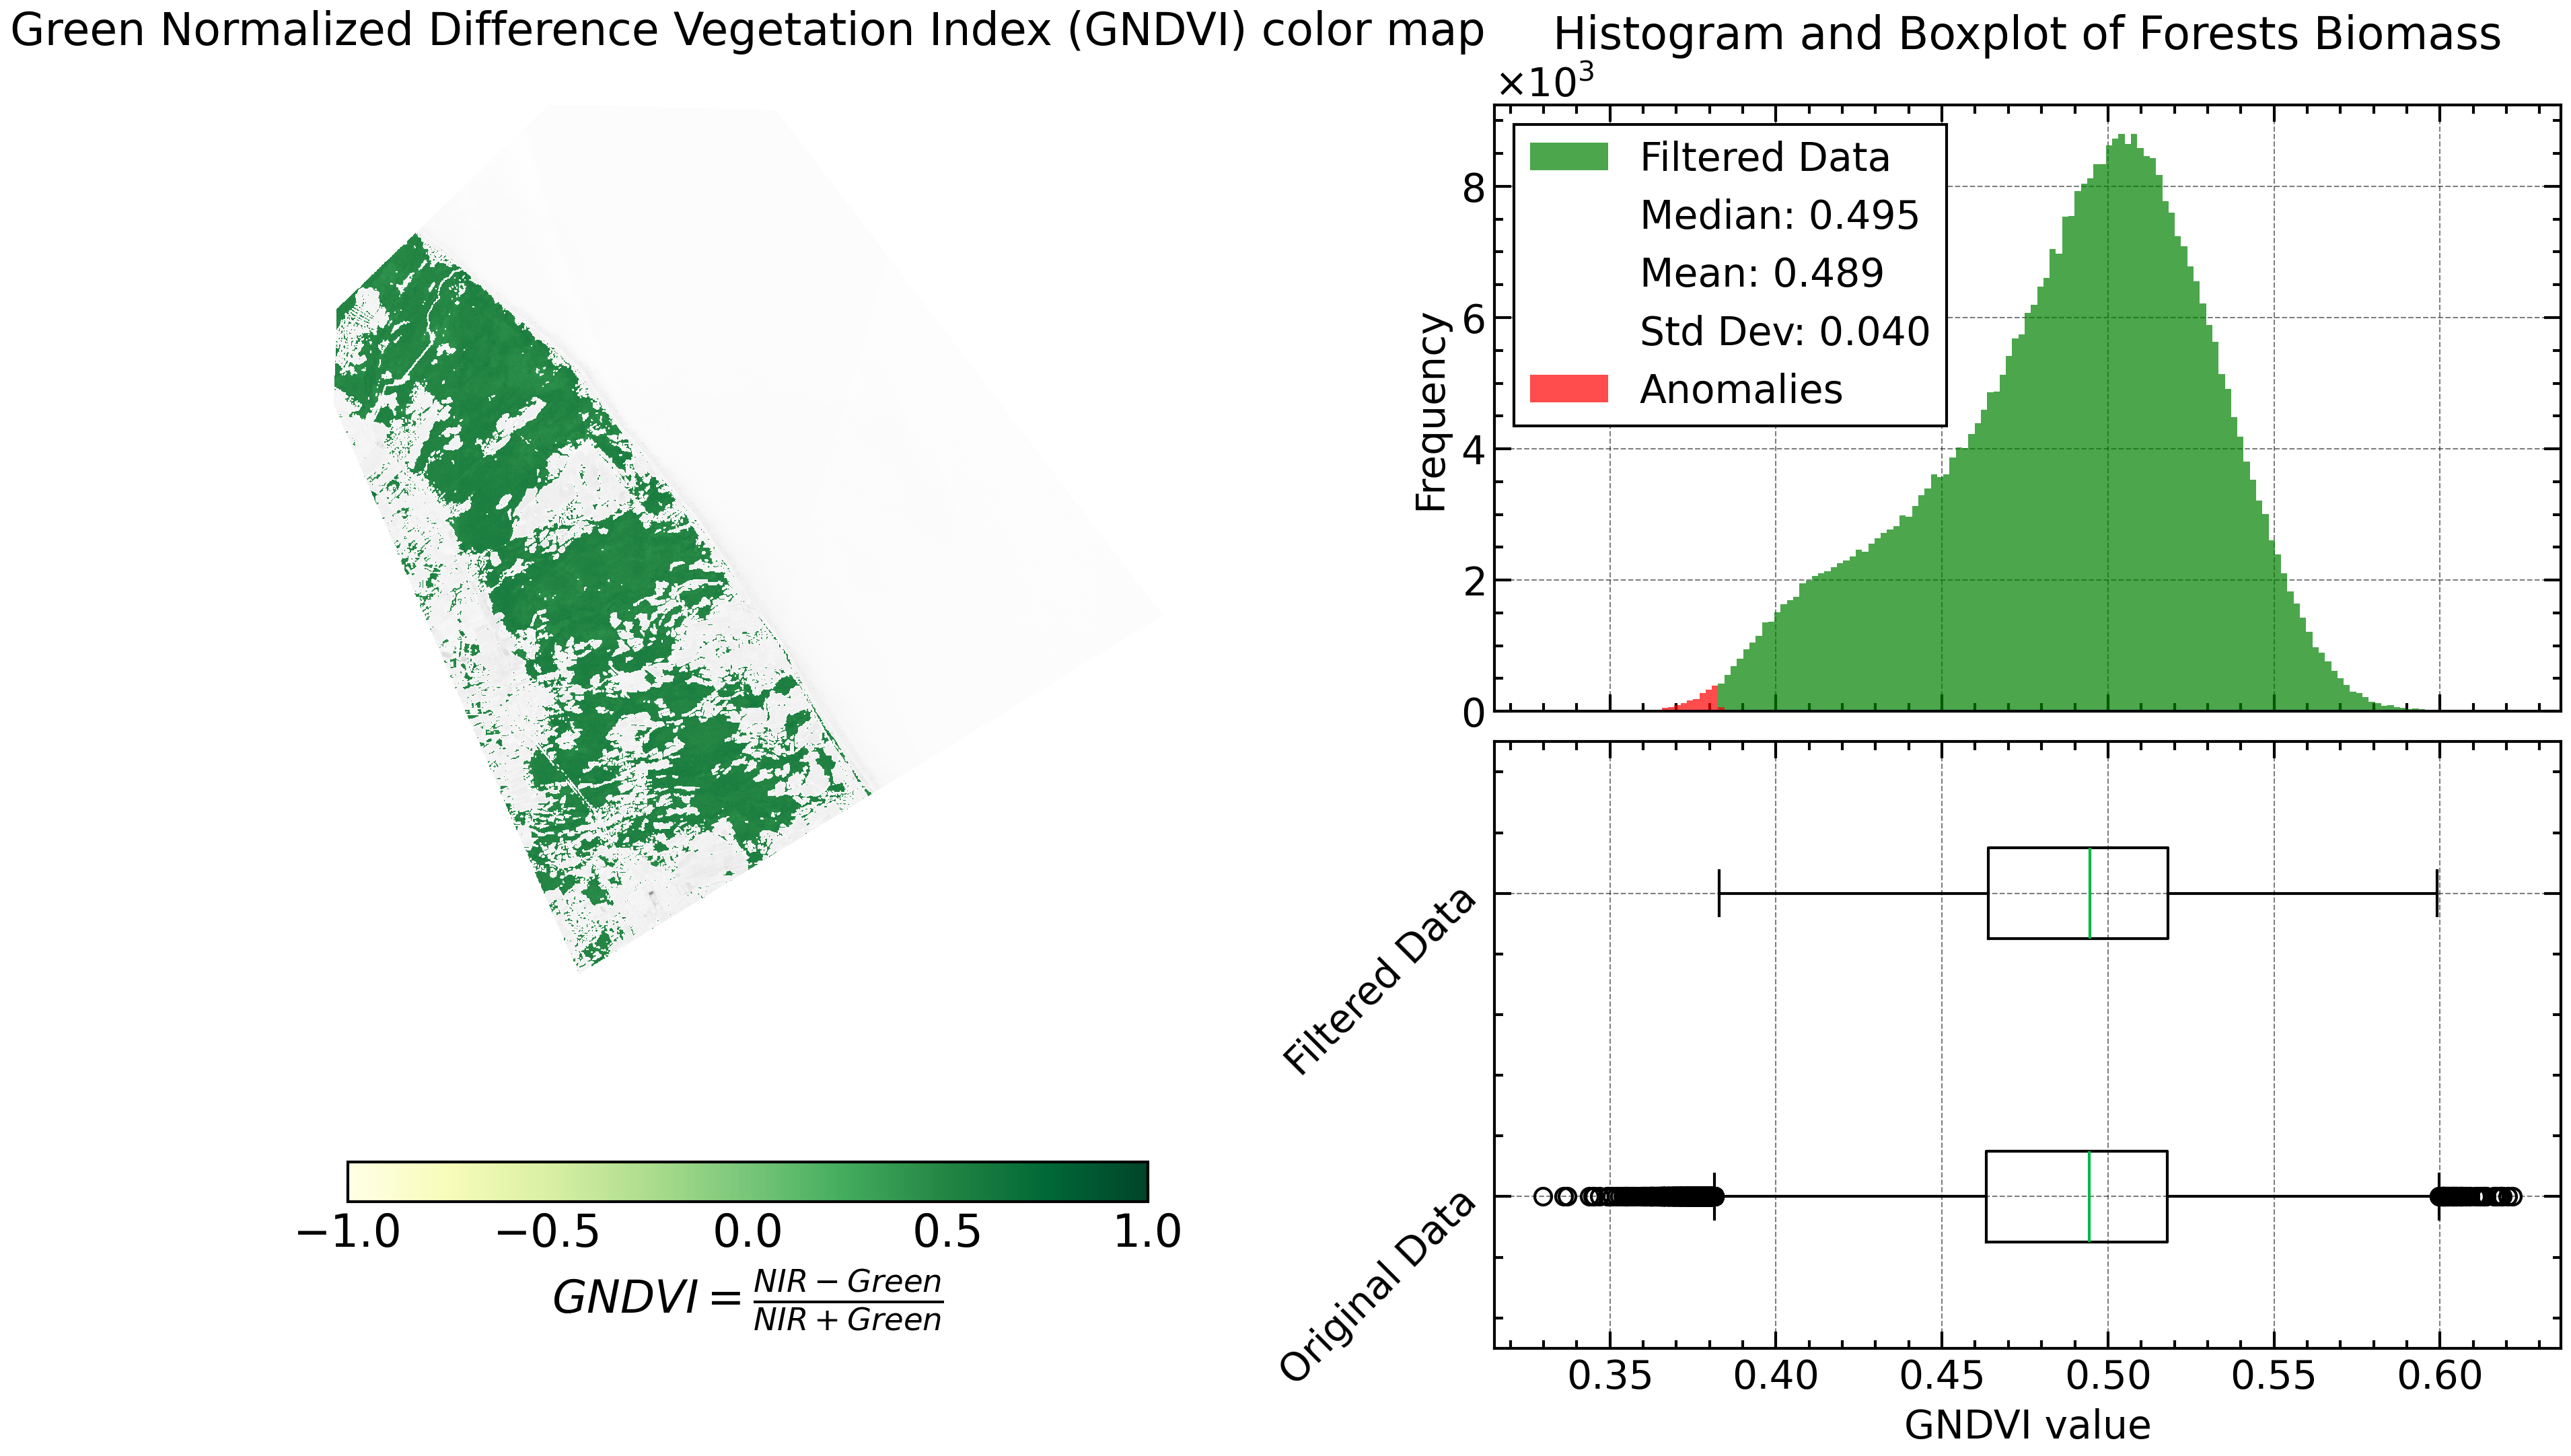 Green Normalized Difference Vegetation Index (GNDVI) color map
−1.0 −0.5 0.0 0.5 1.0
GNDVI = NIR − Green / NIR + Green
Histogram and Boxplot of Forests Biomass
×10³
Filtered Data
Median: 0.495
Mean: 0.489
Std Dev: 0.040
Anomalies
Frequency
8
6
4
2
0
Filtered Data
Original Data
0.35 0.40 0.45 0.50 0.55 0.60
GNDVI value